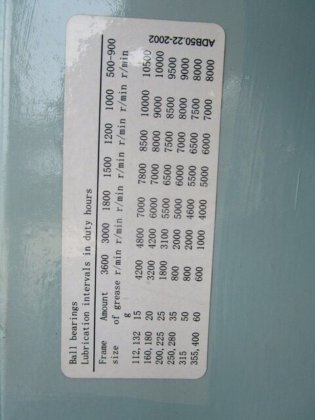 Ball bearings
Lubrication intervals in duty hours
Frame Amount 3600 3000 1800 1500 1200 1000 500-900
size of grease r/min r/min r/min r/min r/min r/min r/min
g
112, 132 15 4200 4800 7000 7800 8500 10000 10500
160, 180 20 3200 4200 6000 7000 8000 9000 10000
200, 225 25 1800 3100 5500 6500 7500 8500 9500
250, 280 35 800 2000 5000 6000 7000 8000 9000
315 50 800 2000 4600 5500 6500 7500 8000
355, 400 60 600 1000 4000 5000 6000 7000 8000
ADB50.22-2002